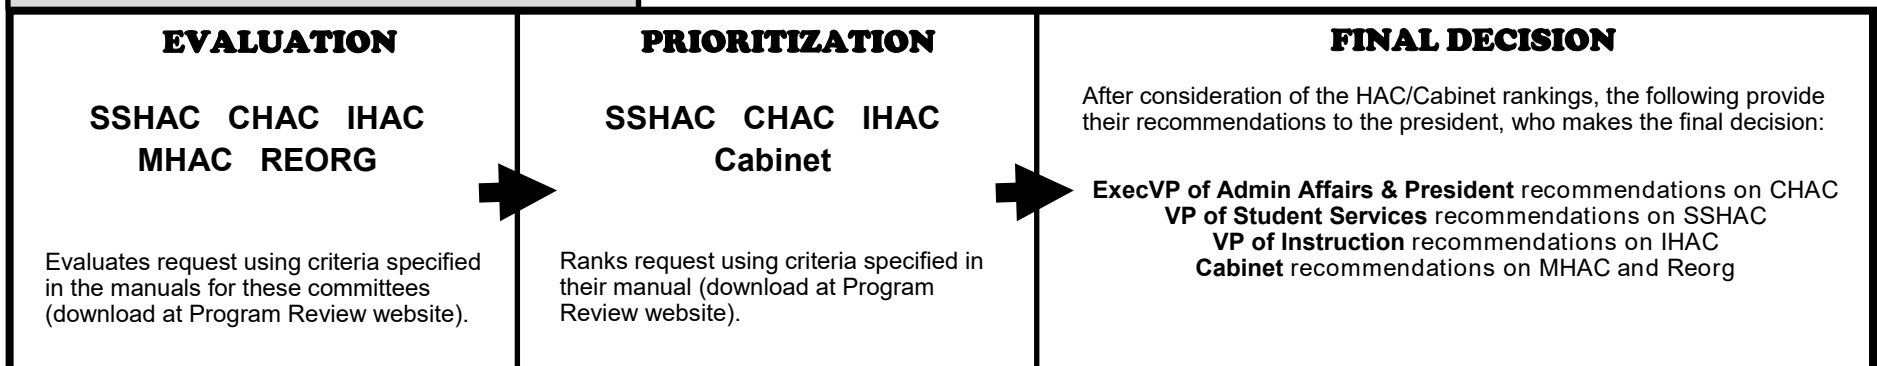 EVALUATION
SSHAC CHAC IHAC
MHAC REORG
Evaluates request using criteria specified
in the manuals for these committees
(download at Program Review website).
PRIORITIZATION
SSHAC CHAC IHAC
Cabinet
Ranks request using criteria specified in
their manual (download at Program
Review website).
FINAL DECISION
After consideration of the HAC/Cabinet rankings, the following provide
their recommendations to the president, who makes the final decision:
ExecVP of Admin Affairs & President recommendations on CHAC
VP of Student Services recommendations on SSHAC
VP of Instruction recommendations on IHAC
Cabinet recommendations on MHAC and Reorg